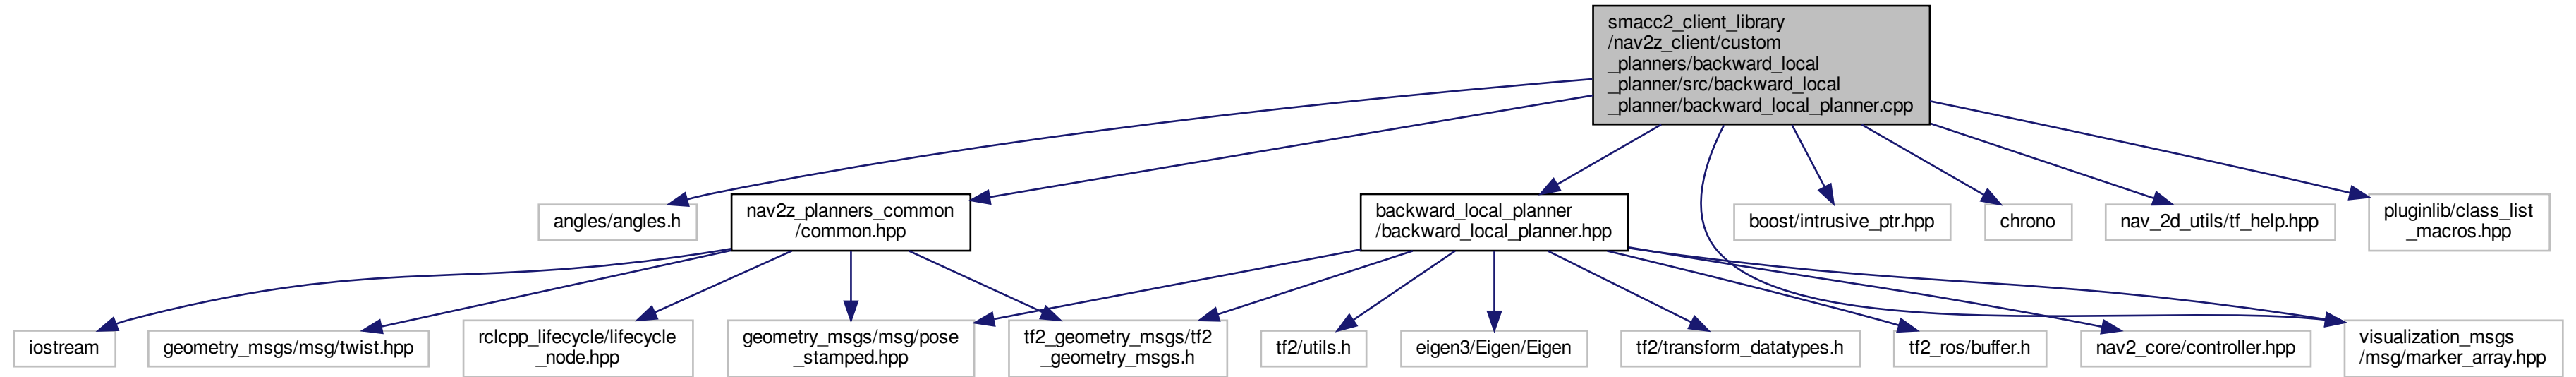 smacc2_client_library
/nav2z_client/custom
_planners/backward_local
_planner/src/backward_local
_planner/backward_local_planner.cpp
angles/angles.h
nav2z_planners_common
/common.hpp
backward_local_planner
/backward_local_planner.hpp
boost/intrusive_ptr.hpp
chrono
nav_2d_utils/tf_help.hpp
pluginlib/class_list
_macros.hpp
iostream
geometry_msgs/msg/twist.hpp
rclcpp_lifecycle/lifecycle
_node.hpp
geometry_msgs/msg/pose
_stamped.hpp
tf2_geometry_msgs/tf2
_geometry_msgs.h
tf2/utils.h
eigen3/Eigen/Eigen
tf2/transform_datatypes.h
tf2_ros/buffer.h
nav2_core/controller.hpp
visualization_msgs
/msg/marker_array.hpp